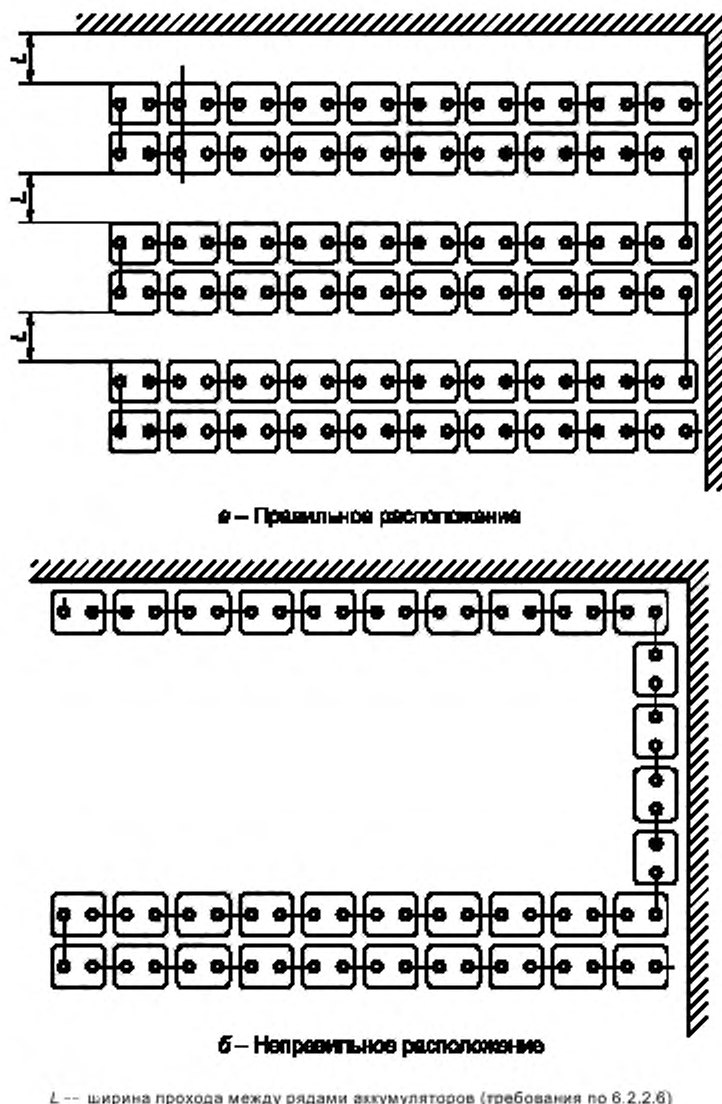 L
L
L
а – Правильное расположение
б – Неправильное расположение
L -- ширина прохода между рядами аккумуляторов (требования по 6.2.2.6)